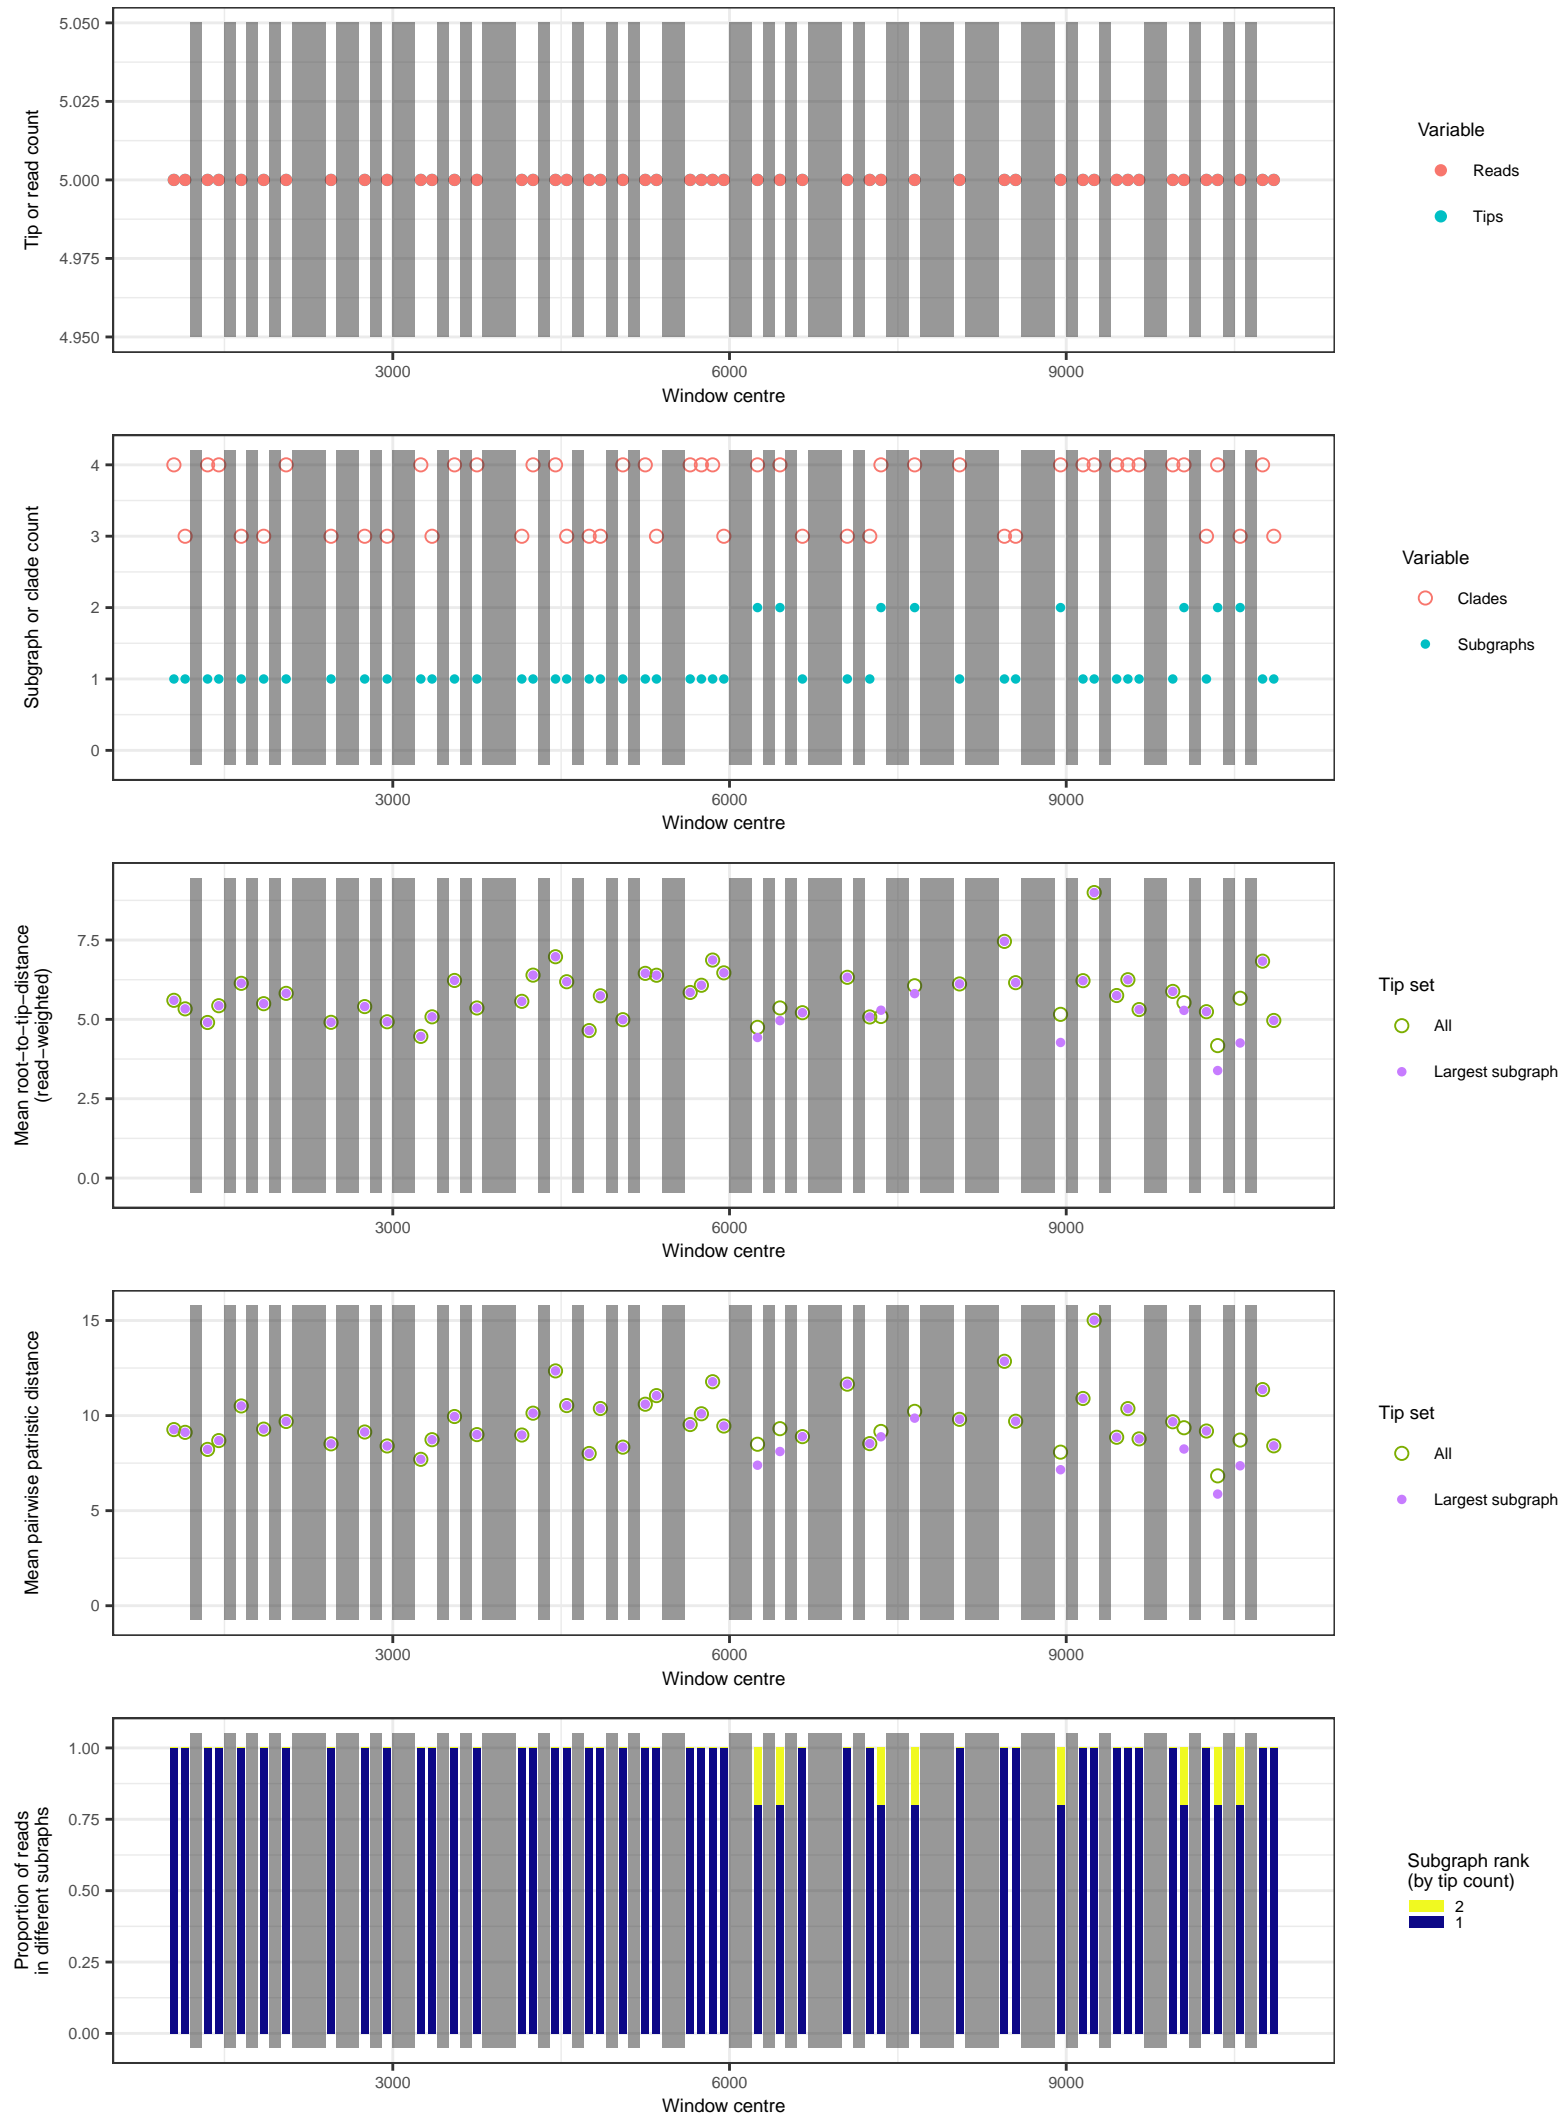 5.050
5.025
5.000
4.975
4.950
Tip or read count
3000 6000 9000
Window centre
Variable
Reads
Tips
4
3
2
1
0
Subgraph or clade count
3000 6000 9000
Window centre
Variable
Clades
Subgraphs
7.5
5.0
2.5
0.0
Mean root−to−tip−distance
(read−weighted)
3000 6000 9000
Window centre
Tip set
All
Largest subgraph
15
10
5
0
Mean pairwise patristic distance
3000 6000 9000
Window centre
Tip set
All
Largest subgraph
1.00
0.75
0.50
0.25
0.00
Proportion of reads
in different subraphs
3000 6000 9000
Window centre
Subgraph rank
(by tip count)
2
1